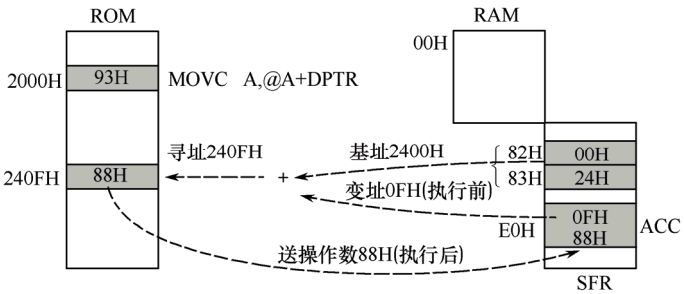 ROM
RAM
00H
2000H
93H
MOVC A,@A+DPTR
寻址240FH
基址2400H
82H
00H
240FH
88H
+
83H
24H
变址0FH(执行前)
0FH
E0H
88H
ACC
送操作数88H(执行后)
SFR